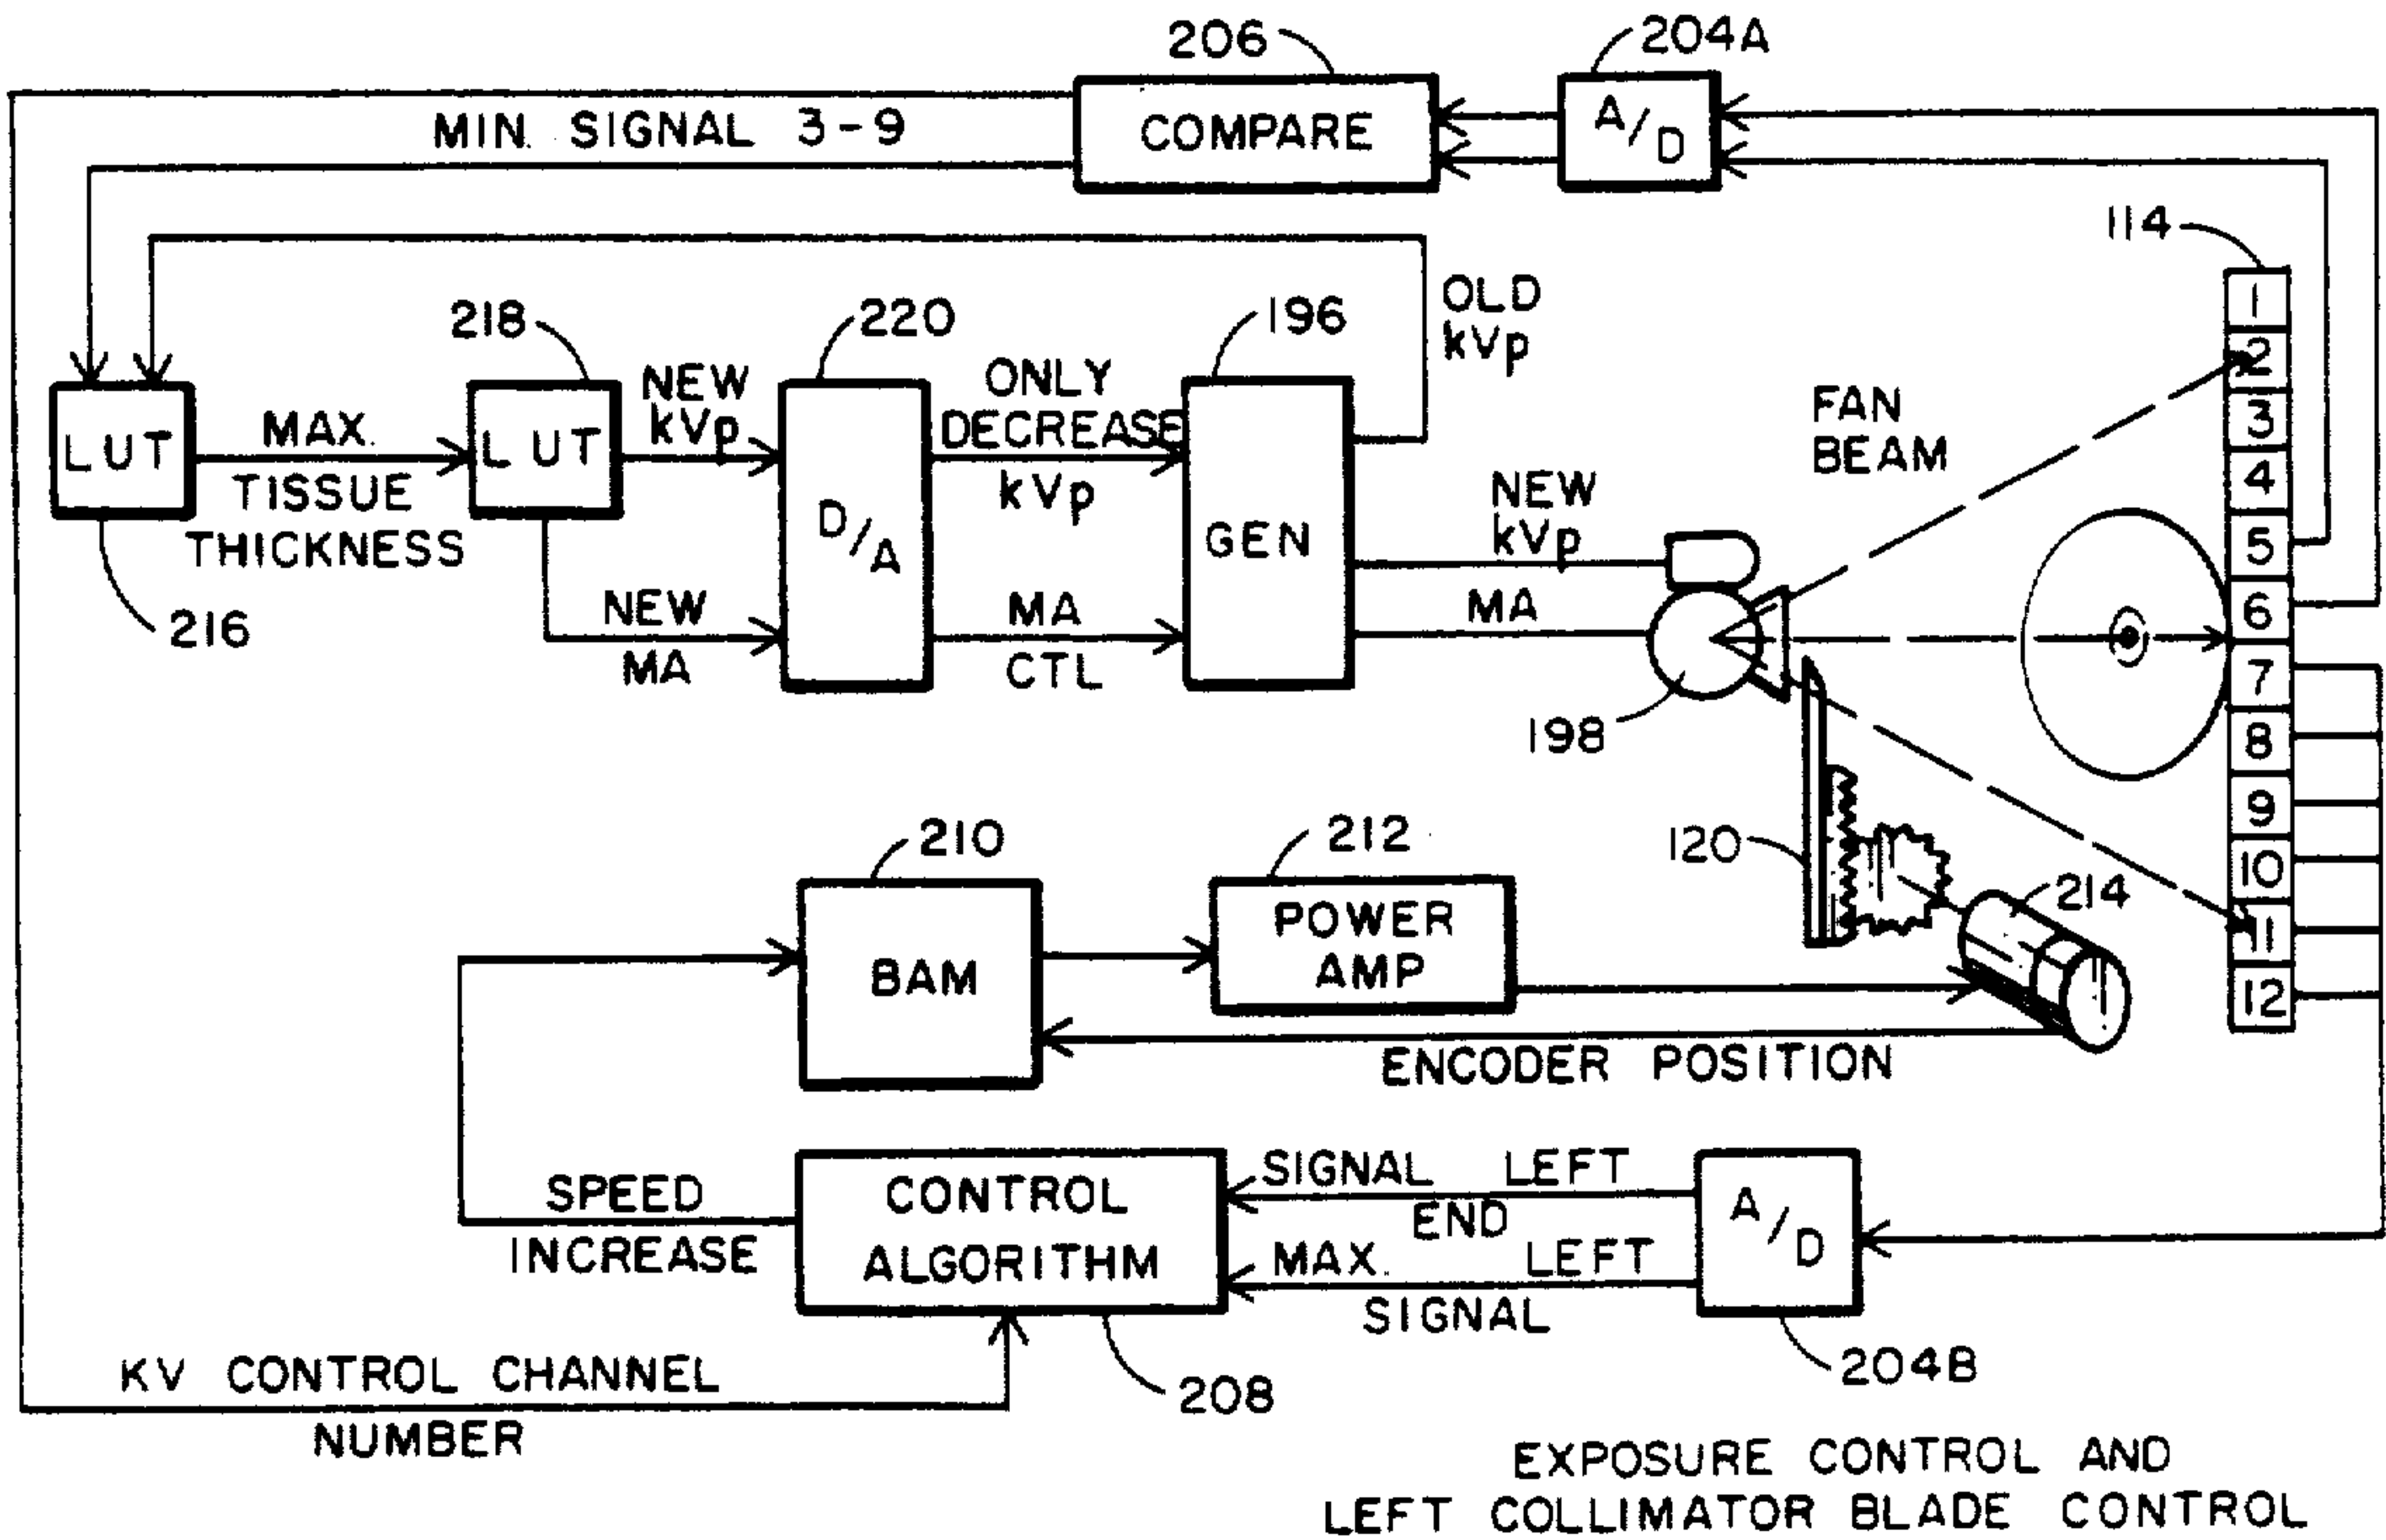 206
204A
COMPARE
A/D
MIN. SIGNAL 3-9
114
OLD
kVp
218
220
196
NEW
kVp
ONLY
DECREASE
kVp
LUT
MAX.
TISSUE
THICKNESS
LUT
D/A
GEN
216
NEW
MA
MA
CTL
NEW
kVp
MA
198
FAN
BEAM
1
2
3
4
5
6
7
8
9
10
11
12
120
214
210
212
BAM
POWER
AMP
ENCODER POSITION
SPEED
INCREASE
CONTROL
ALGORITHM
SIGNAL LEFT
END
MAX. LEFT
SIGNAL
A/D
204B
208
KV CONTROL CHANNEL
NUMBER
EXPOSURE CONTROL AND
LEFT COLLIMATOR BLADE CONTROL